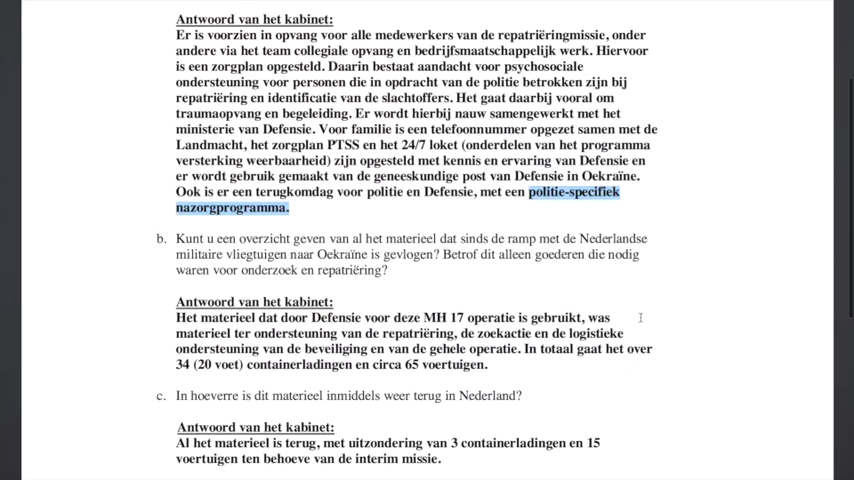 Antwoord van het kabinet:
Er is voorzien in opvang voor alle medewerkers van de repatriëringmissie, onder
andere via het team collegiale opvang en bedrijfsmaatschappelijk werk. Hiervoor
is een zorgplan opgesteld. Daarin bestaat aandacht voor psychosociale
ondersteuning voor personen die in opdracht van de politie betrokken zijn bij
repatriëring en identificatie van de slachtoffers. Het gaat daarbij vooral om
traumaopvang en begeleiding. Er wordt hierbij nauw samengewerkt met het
ministerie van Defensie. Voor familie is een telefoonnummer opgezet samen met de
Landmacht, het zorgplan PTSS en het 24/7 loket (onderdelen van het programma
versterking weerbaarheid) zijn opgesteld met kennis en ervaring van Defensie en
er wordt gebruik gemaakt van de geneeskundige post van Defensie in Oekraïne.
Ook is er een terugkomdag voor politie en Defensie, met een politie-specifiek
nazorgprogramma.
b. Kunt u een overzicht geven van al het materieel dat sinds de ramp met de Nederlandse
militaire vliegtuigen naar Oekraïne is gevlogen? Betrof dit alleen goederen die nodig
waren voor onderzoek en repatriëring?
Antwoord van het kabinet:
Het materieel dat door Defensie voor deze MH 17 operatie is gebruikt, was
materieel ter ondersteuning van de repatriëring, de zoekactie en de logistieke
ondersteuning van de beveiliging en van de gehele operatie. In totaal gaat het over
34 (20 voet) containerladingen en circa 65 voertuigen.
c. In hoeverre is dit materieel inmiddels weer terug in Nederland?
Antwoord van het kabinet:
Al het materieel is terug, met uitzondering van 3 containerladingen en 15
voertuigen ten behoeve van de interim missie.